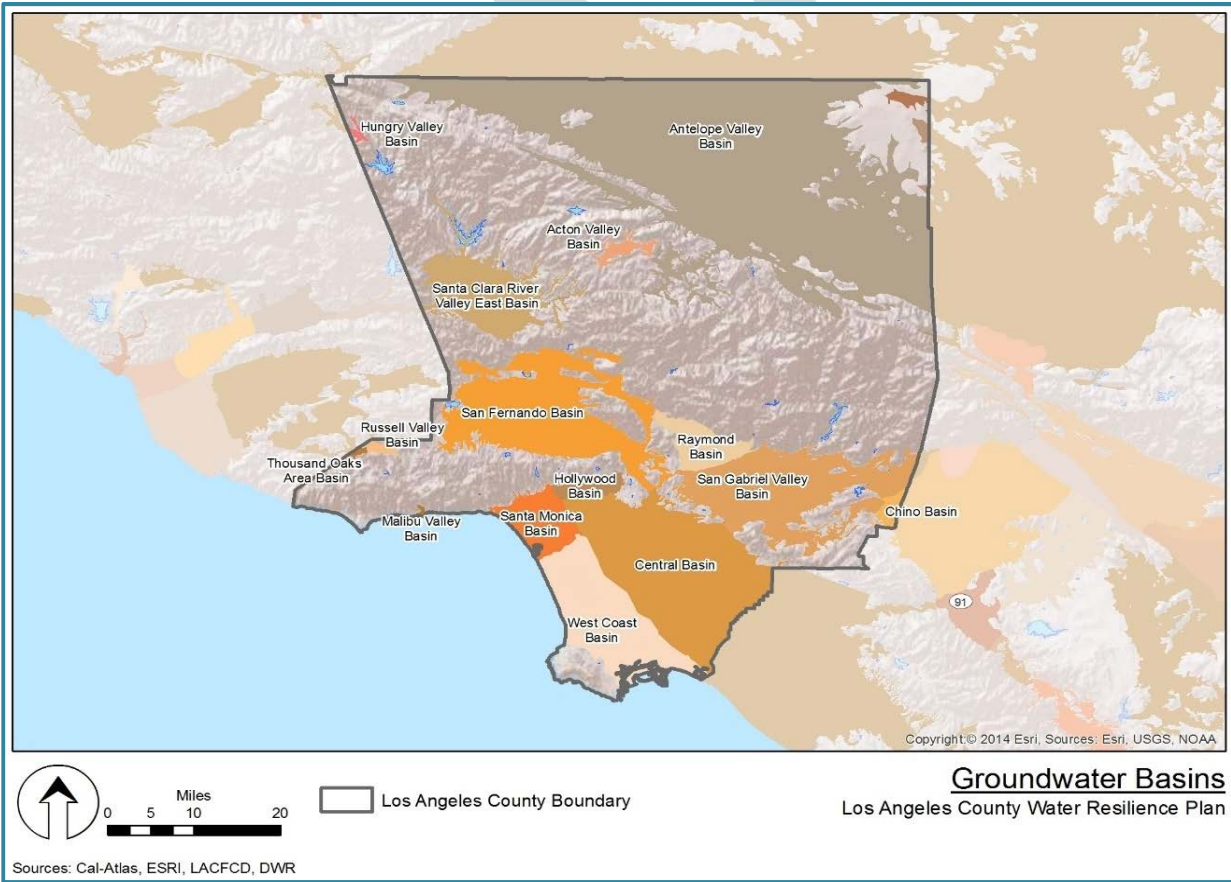 Hungry Valley
Basin
Antelope Valley
Basin
Acton Valley
Basin
Santa Clara River
Valley East Basin
San Fernando Basin
Russell Valley
Basin
Raymond
Basin
Thousand Oaks
Area Basin
Hollywood
Basin
San Gabriel Valley
Basin
Malibu Valley
Basin
Santa Monica
Basin
Chino Basin
Central Basin
91
West Coast
Basin
Copyright:© 2014 Esri, Sources: Esri, USGS, NOAA
Miles
0 5 10 20
Los Angeles County Boundary
Groundwater Basins
Los Angeles County Water Resilience Plan
Sources: Cal-Atlas, ESRI, LACFCD, DWR